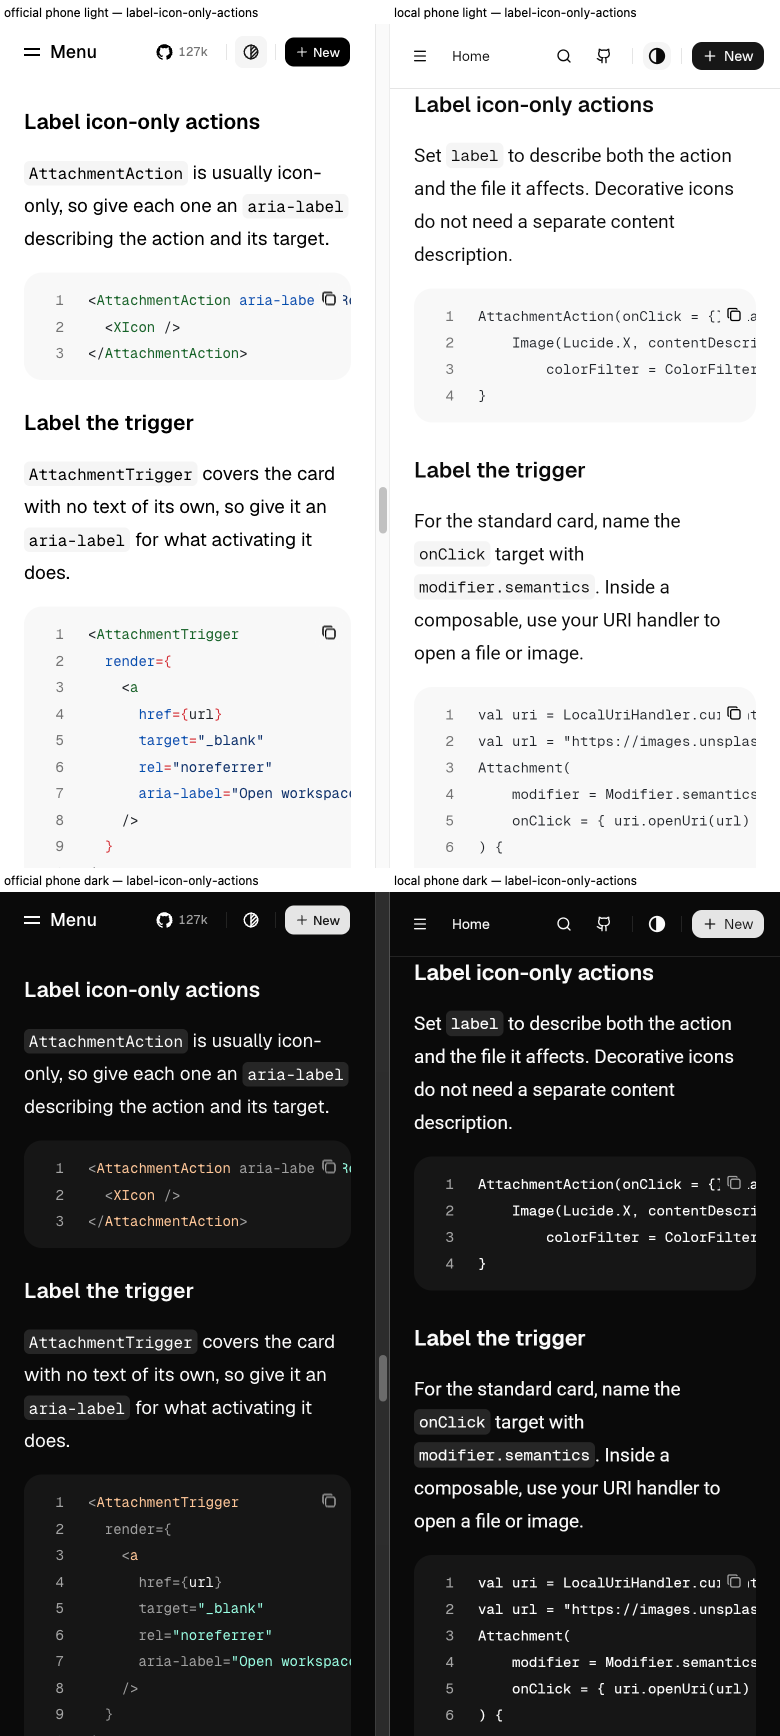 official phone light — label-icon-only-actions
Menu 127k New
Label icon-only actions
AttachmentAction is usually icon-
only, so give each one an aria-label
describing the action and its target.
1 <AttachmentAction aria-labe
2 <XIcon />
3 </AttachmentAction>
Label the trigger
AttachmentTrigger covers the card
with no text of its own, so give it an
aria-label for what activating it
does.
1 <AttachmentTrigger
2 render={
3 <a
4 href={url}
5 target="_blank"
6 rel="noreferrer"
7 aria-label="Open workspace
8 />
9 }
local phone light — label-icon-only-actions
Home New
Label icon-only actions
Set label to describe both the action
and the file it affects. Decorative icons
do not need a separate content
description.
1 AttachmentAction(onClick = {}
2 Image(Lucide.X, contentDescri
3 colorFilter = ColorFilter
4 }
Label the trigger
For the standard card, name the
onClick target with
modifier.semantics. Inside a
composable, use your URI handler to
open a file or image.
1 val uri = LocalUriHandler.cur
2 val url = "https://images.unsplas
3 Attachment(
4 modifier = Modifier.semantics
5 onClick = { uri.openUri(url)
6 ) {
official phone dark — label-icon-only-actions
Menu 127k New
Label icon-only actions
AttachmentAction is usually icon-
only, so give each one an aria-label
describing the action and its target.
1 <AttachmentAction aria-labe
2 <XIcon />
3 </AttachmentAction>
Label the trigger
AttachmentTrigger covers the card
with no text of its own, so give it an
aria-label for what activating it
does.
1 <AttachmentTrigger
2 render={
3 <a
4 href={url}
5 target="_blank"
6 rel="noreferrer"
7 aria-label="Open workspace
8 />
9 }
local phone dark — label-icon-only-actions
Home New
Label icon-only actions
Set label to describe both the action
and the file it affects. Decorative icons
do not need a separate content
description.
1 AttachmentAction(onClick = {}
2 Image(Lucide.X, contentDescri
3 colorFilter = ColorFilter
4 }
Label the trigger
For the standard card, name the
onClick target with
modifier.semantics. Inside a
composable, use your URI handler to
open a file or image.
1 val uri = LocalUriHandler.cur
2 val url = "https://images.unsplas
3 Attachment(
4 modifier = Modifier.semantics
5 onClick = { uri.openUri(url)
6 ) {